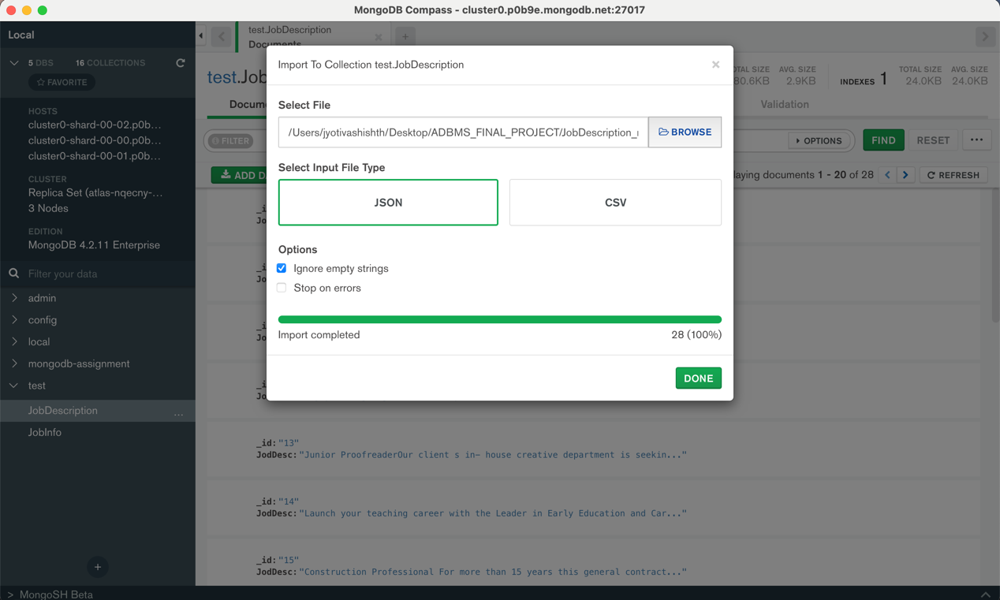 MongoDB Compass - cluster0.p0b9e.mongodb.net:27017
Local
5 DBS 16 COLLECTIONS
FAVORITE
HOSTS
cluster0-shard-00-02.p0b...
cluster0-shard-00-00.p0b...
cluster0-shard-00-01.p0b...
CLUSTER
Replica Set (atlas-nqecny-...
3 Nodes
EDITION
MongoDB 4.2.11 Enterprise
Filter your data
admin
config
local
mongodb-assignment
test
JobDescription ...
JobInfo
> MongoSH Beta
test.JobDescription
Documents
test.Job
TOTAL SIZE AVG. SIZE TOTAL SIZE AVG. SIZE
80.6KB 2.9KB INDEXES 1 24.0KB 24.0KB
Docum Validation
FILTER OPTIONS FIND RESET ...
ADD D laying documents 1 - 20 of 28 REFRESH
Import To Collection test.JobDescription
Select File
/Users/jyotivashishth/Desktop/ADBMS_FINAL_PROJECT/JobDescription_ BROWSE
Select Input File Type
JSON CSV
Options
Ignore empty strings
Stop on errors
Import completed 28 (100%)
DONE
_i
Jo
_i
Jo
_i
Jo
_i
Jo
_id: "13"
JodDesc: "Junior ProofreaderOur client s in- house creative department is seekin..."
_id: "14"
JodDesc: "Launch your teaching career with the Leader in Early Education and Car..."
_id: "15"
JodDesc: "Construction Professional For more than 15 years this general contract..."